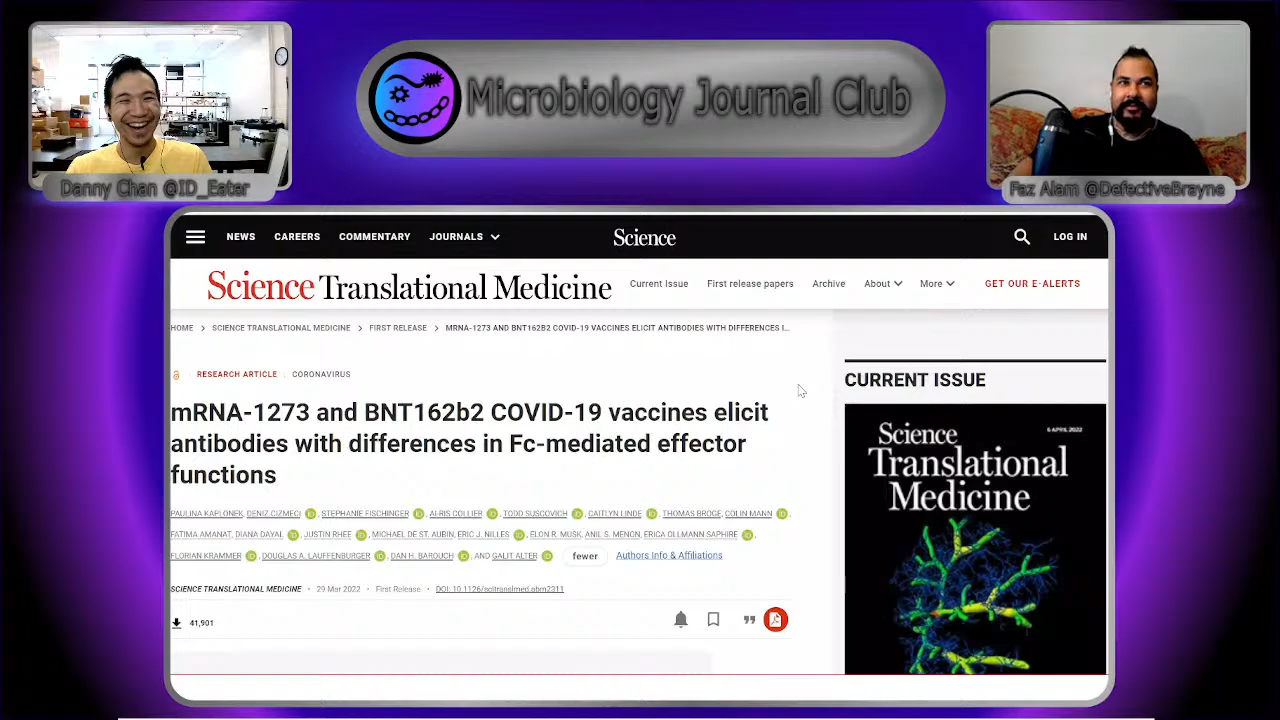 Microbiology Journal Club
Danny Chan @ID_Eater
Faz Alam @DefectiveBrayne
NEWS CAREERS COMMENTARY JOURNALS Science LOG IN
Science Translational Medicine Current Issue First release papers Archive About More GET OUR E-ALERTS
HOME > SCIENCE TRANSLATIONAL MEDICINE > FIRST RELEASE > MRNA-1273 AND BNT162B2 COVID-19 VACCINES ELICIT ANTIBODIES WITH DIFFERENCES I...
RESEARCH ARTICLE CORONAVIRUS
mRNA-1273 and BNT162b2 COVID-19 vaccines elicit
antibodies with differences in Fc-mediated effector
functions
PAULINA KAPLONEK, DENIZ CIZMECI, STEPHANIE FISCHINGER, AI-RIS COLLIER, TODD SUSCOVICH, CAITLYN LINDE, THOMAS BROGE, COLIN MANN,
FATIMA AMANAT, DIANA DAYAL, JUSTIN RHEE, MICHAEL DE ST. AUBIN, ERIC J. NILLES, ELON R. MUSK, ANIL S. MENON, ERICA OLLMANN SAPHIRE,
FLORIAN KRAMMER, DOUGLAS A. LAUFFENBURGER, DAN H. BAROUCH, AND GALIT ALTER fewer Authors Info & Affiliations
SCIENCE TRANSLATIONAL MEDICINE • 29 Mar 2022 • First Release • DOI: 10.1126/scitranslmed.abm2311
41,901
CURRENT ISSUE
Science
6 APRIL 2022
Translational
Medicine